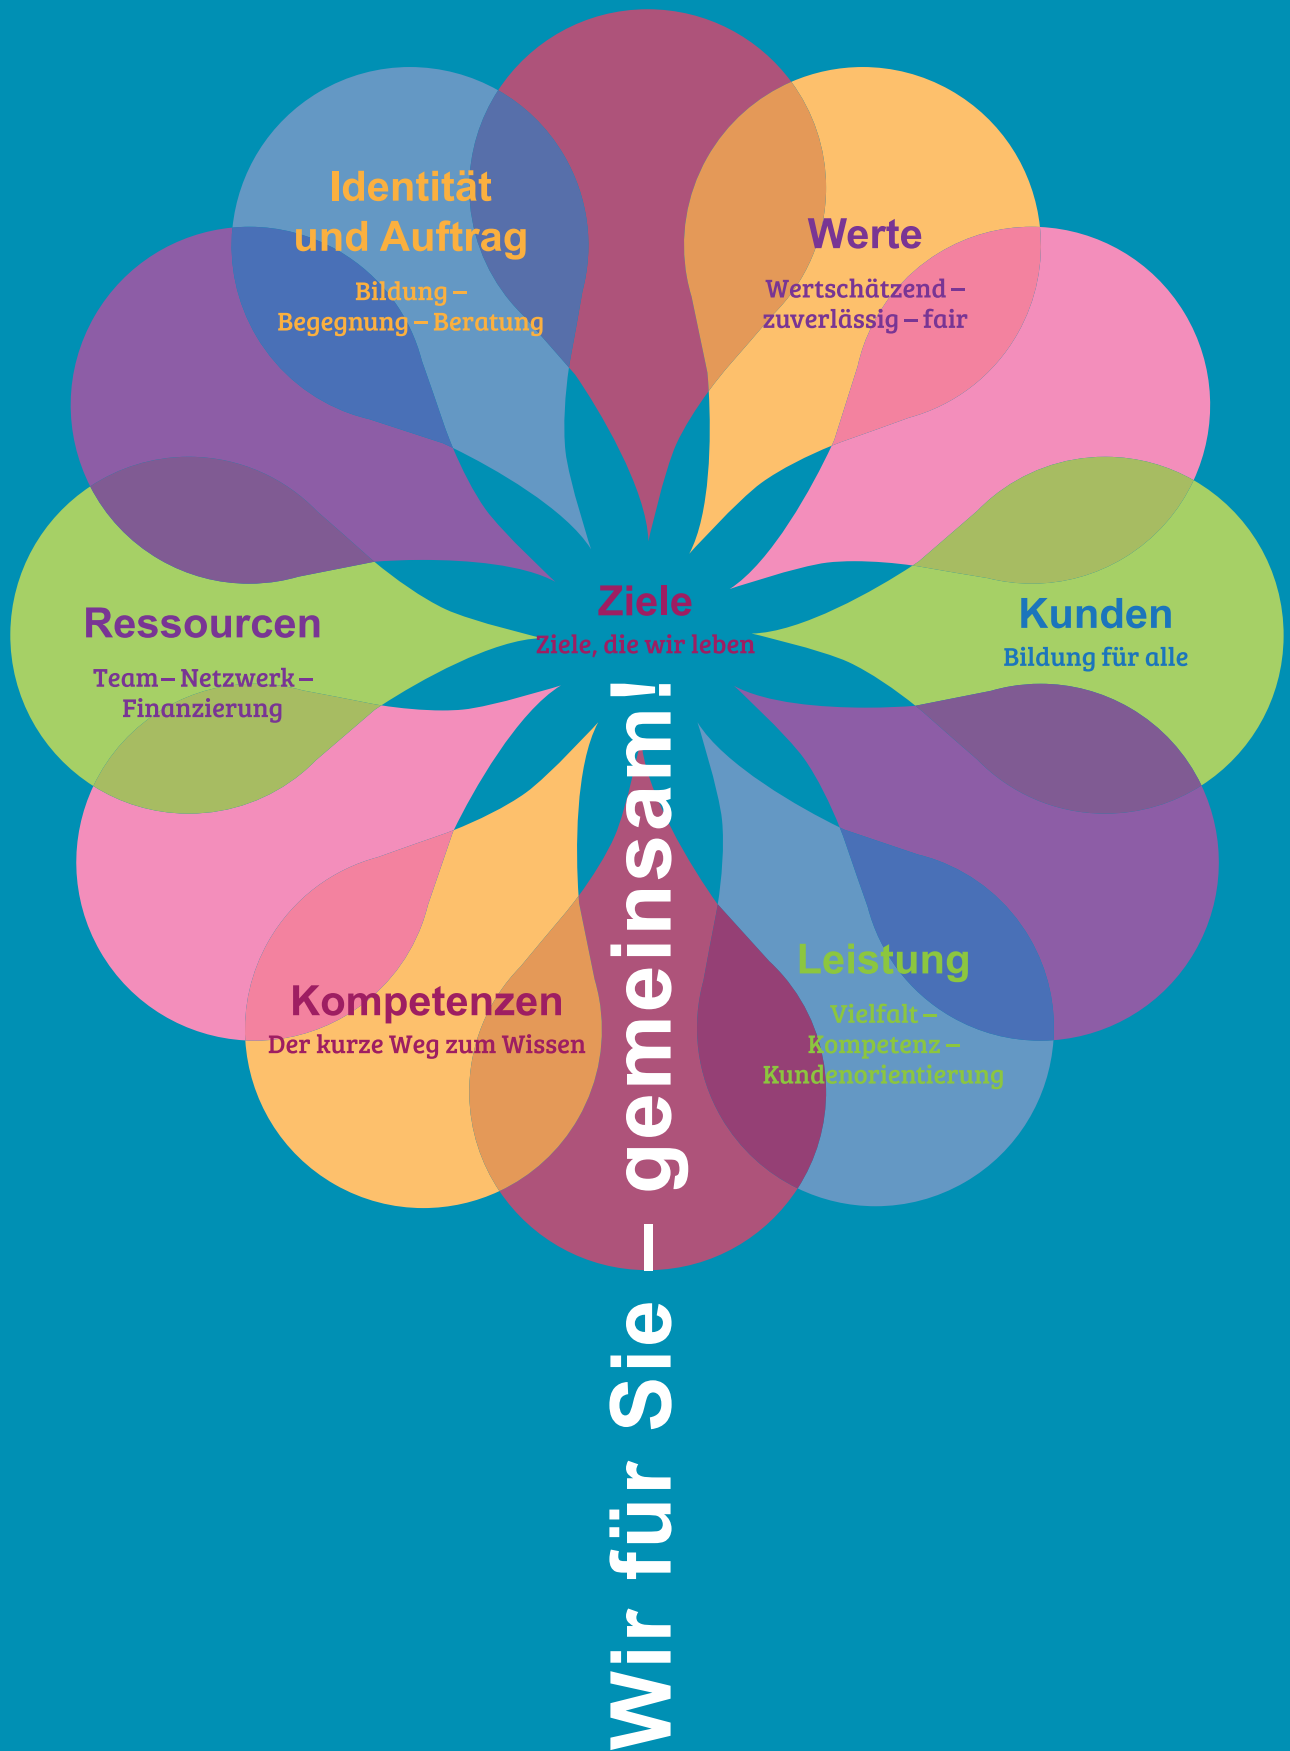 Identität
und Auftrag
Bildung –
Begegnung – Beratung
Werte
Wertschätzend –
zuverlässig – fair
Ressourcen
Team – Netzwerk –
Finanzierung
Ziele
Ziele, die wir leben
Kunden
Bildung für alle
Kompetenzen
Der kurze Weg zum Wissen
Leistung
Vielfalt –
Kompetenz –
Kundenorientierung
Wir für Sie – gemeinsam!